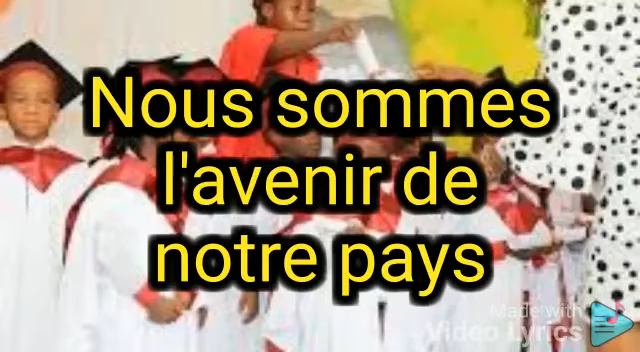 Nous sommes
l'avenir de
notre pays
Made with
Video Lyrics